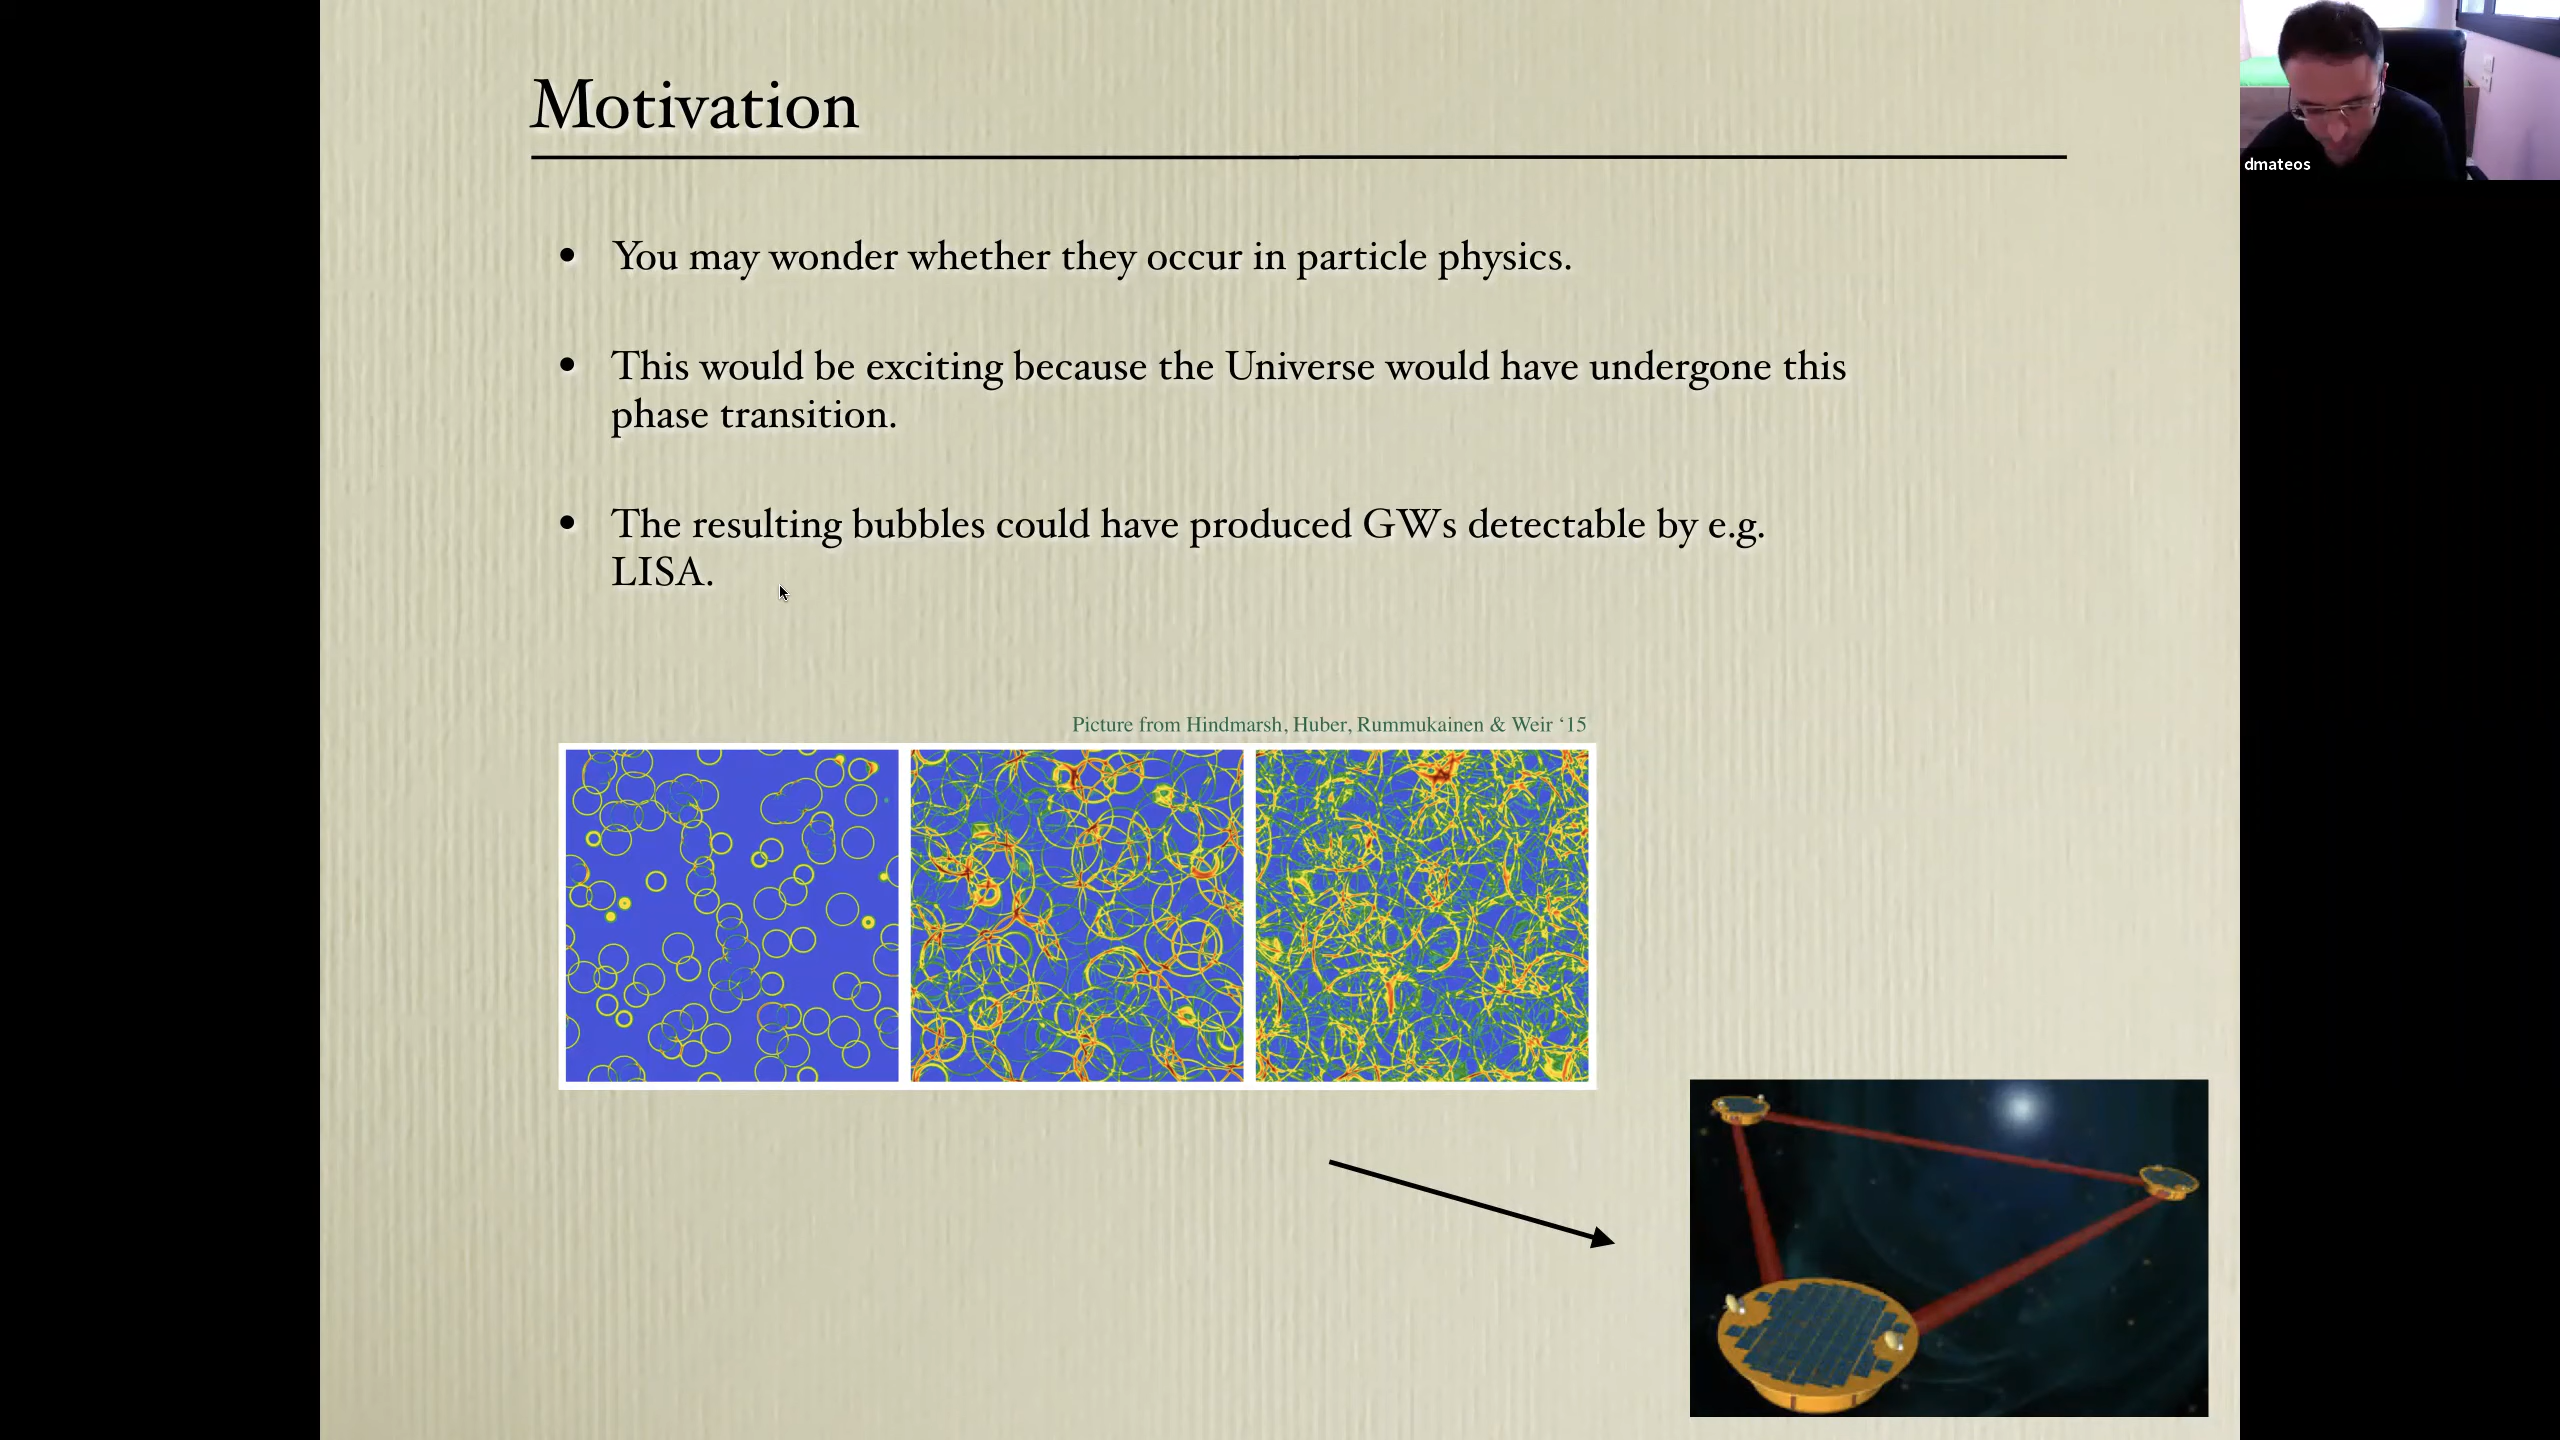 Motivation
dmateos
• You may wonder whether they occur in particle physics.
• This would be exciting because the Universe would have undergone this
phase transition.
• The resulting bubbles could have produced GWs detectable by e.g.
LISA.
Picture from Hindmarsh, Huber, Rummukainen & Weir ‘15